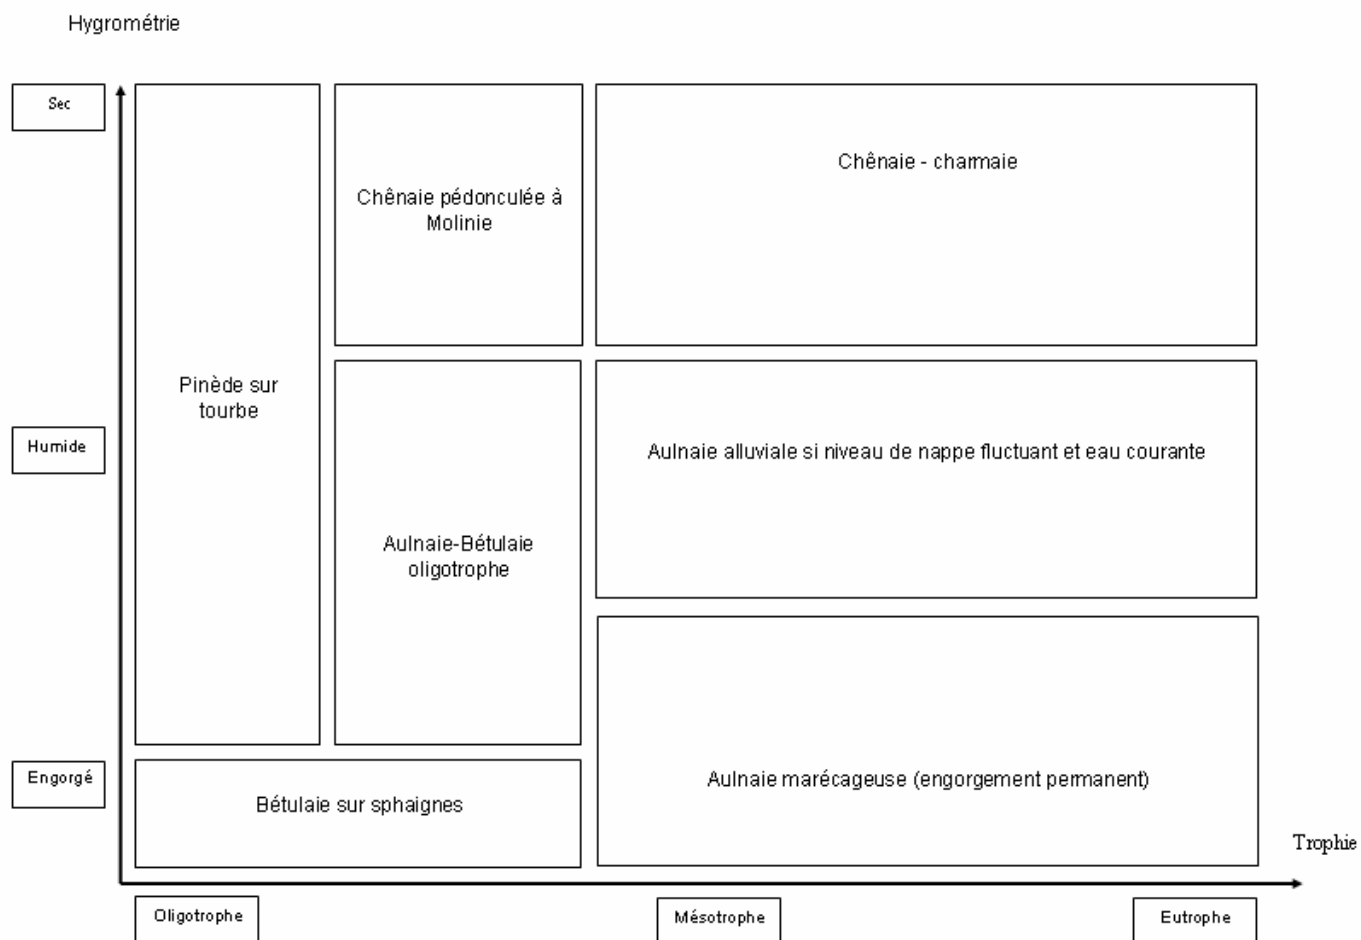 Hygrométrie
Sec
Chênaie - charmaie
Chênaie pédonculée à
Molinie
Pinède sur
tourbe
Humide
Aulnaie alluviale si niveau de nappe fluctuant et eau courante
Aulnaie-Bétulaie
oligotrophe
Engorgé
Aulnaie marécageuse (engorgement permanent)
Bétulaie sur sphaignes
Trophie
Oligotrophe
Mésotrophe
Eutrophe